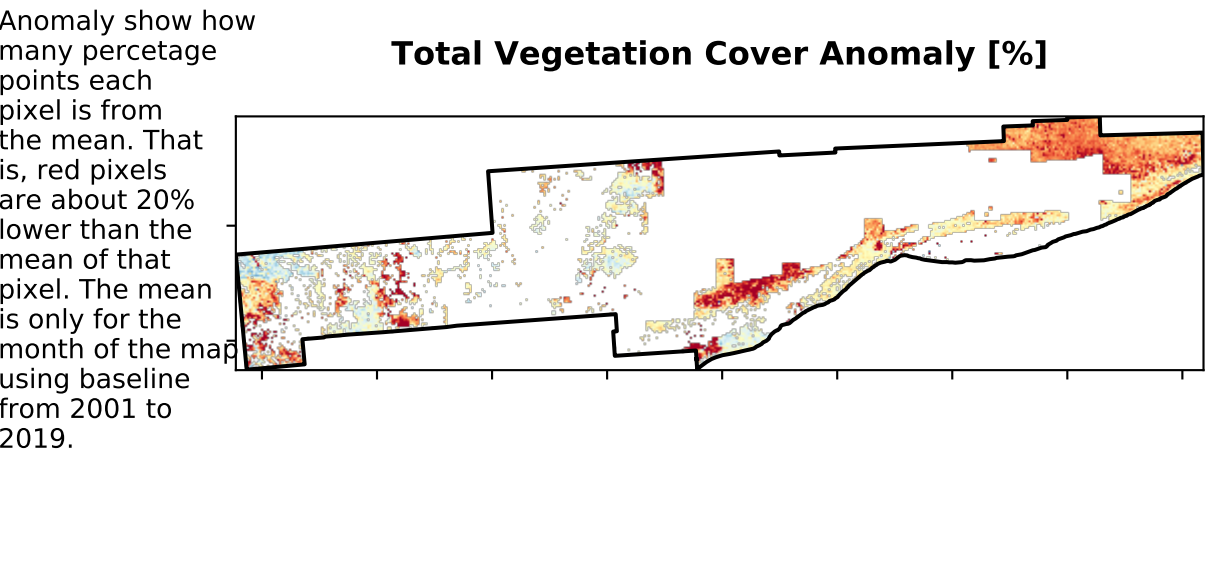 Anomaly show how
many percetage
points each
pixel is from
the mean. That
is, red pixels
are about 20%
lower than the
mean of that
pixel. The mean
is only for the
month of the map
using baseline
from 2001 to
2019.
Total Vegetation Cover Anomaly [%]